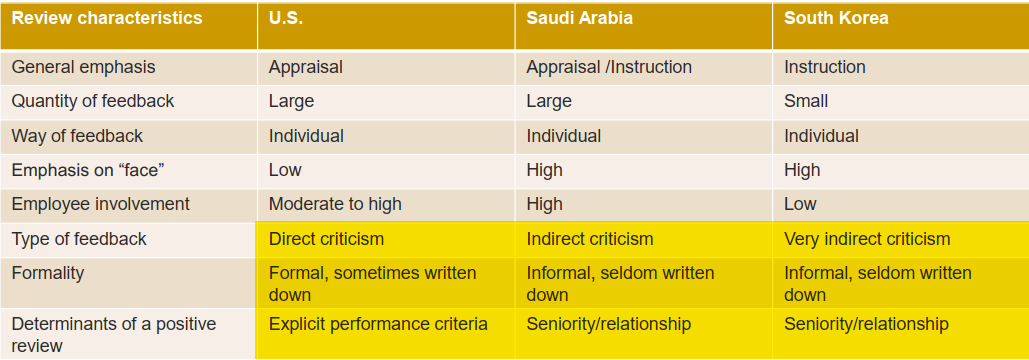 Review characteristics U.S. Saudi Arabia South Korea
General emphasis Appraisal Appraisal /Instruction Instruction
Quantity of feedback Large Large Small
Way of feedback Individual Individual Individual
Emphasis on “face” Low High High
Employee involvement Moderate to high High Low
Type of feedback Direct criticism Indirect criticism Very indirect criticism
Formality Formal, sometimes written Informal, seldom written Informal, seldom written
down down down
Determinants of a positive Explicit performance criteria Seniority/relationship Seniority/relationship
review